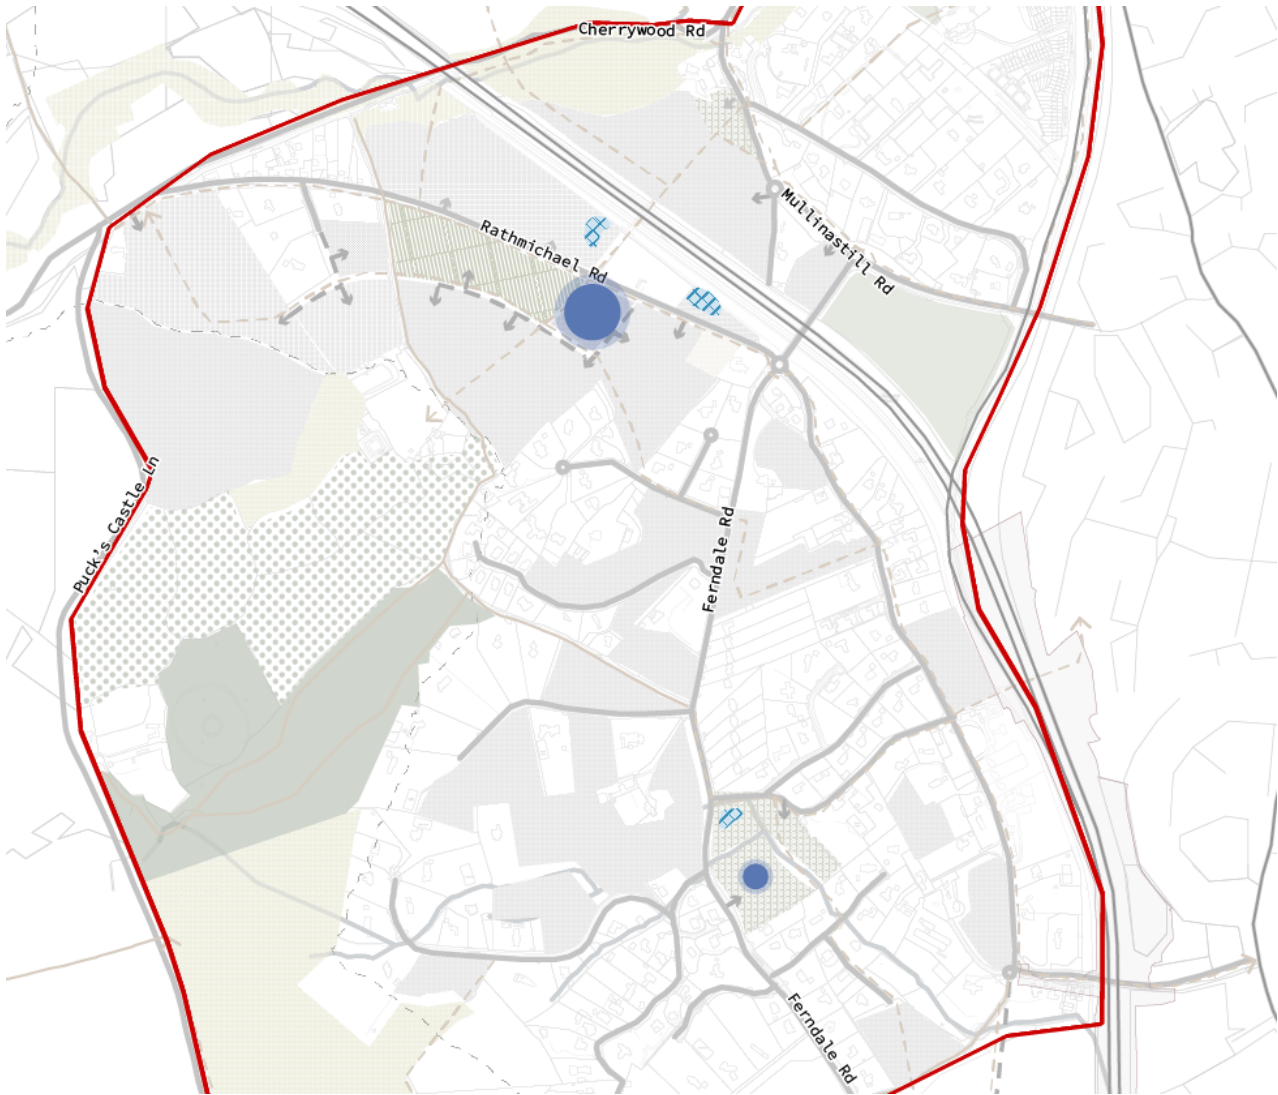 Cherrywood Rd
Mullinastill Rd
Rathmichael Rd
Puck's Castle Ln
Ferndale Rd
Ferndale Rd